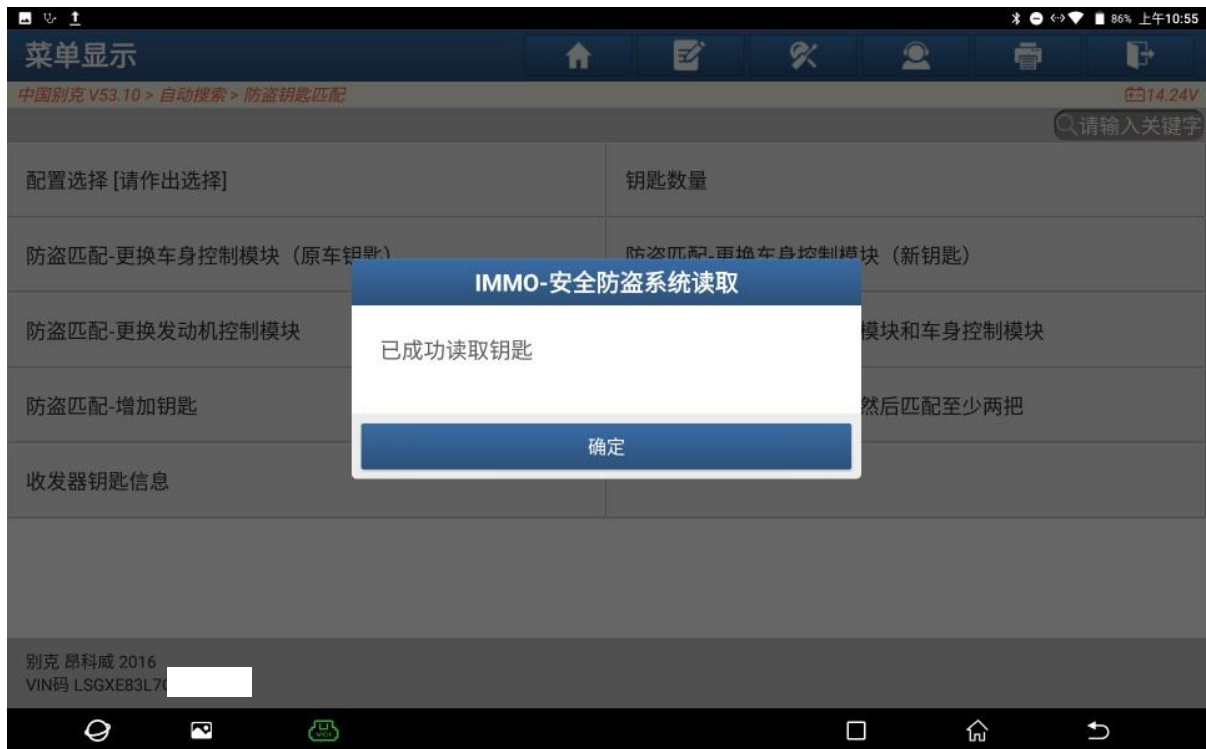 86% 上午10:55
菜单显示
中国别克 V53.10 > 自动搜索 > 防盗钥匙匹配
14.24V
请输入关键字
配置选择 [请作出选择]
钥匙数量
防盗匹配-更换车身控制模块（原车钥匙）
防盗匹配-更换车身控制模块（新钥匙）
IMMO-安全防盗系统读取
防盗匹配-更换发动机控制模块
模块和车身控制模块
已成功读取钥匙
防盗匹配-增加钥匙
然后匹配至少两把
确定
收发器钥匙信息
别克 昂科威 2016
VIN码 LSGXE83L7
VCI